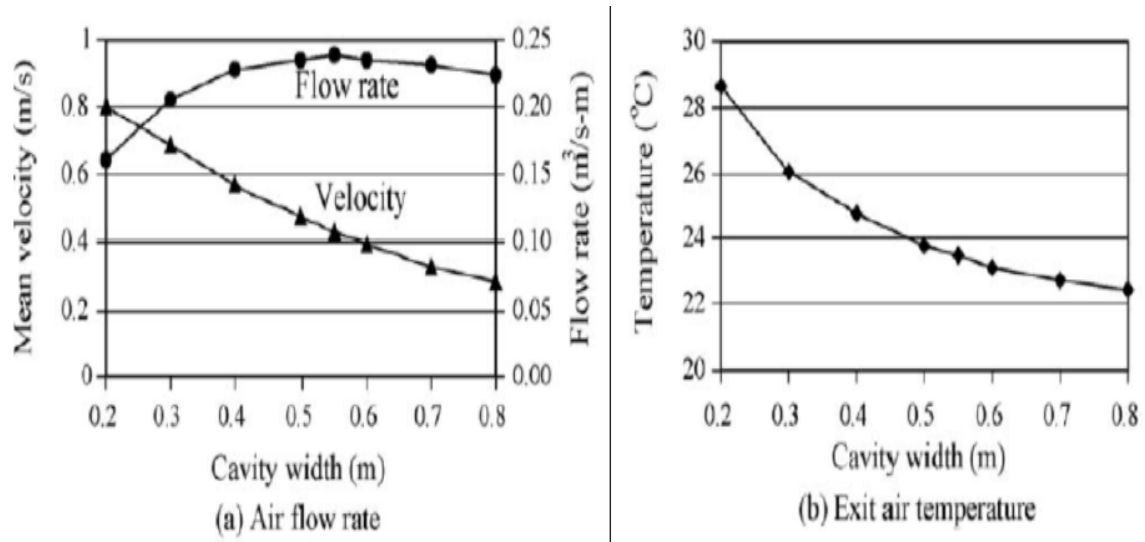 Mean velocity (m/s)
1
0.8
0.6
0.4
0.2
0
Flow rate
Velocity
0.25
0.20
0.15
0.10
0.05
0.00
Flow rate (m³/s-m)
0.2 0.3 0.4 0.5 0.6 0.7 0.8
Cavity width (m)
(a) Air flow rate
Temperature (°C)
30
28
26
24
22
20
0.2 0.3 0.4 0.5 0.6 0.7 0.8
Cavity width (m)
(b) Exit air temperature